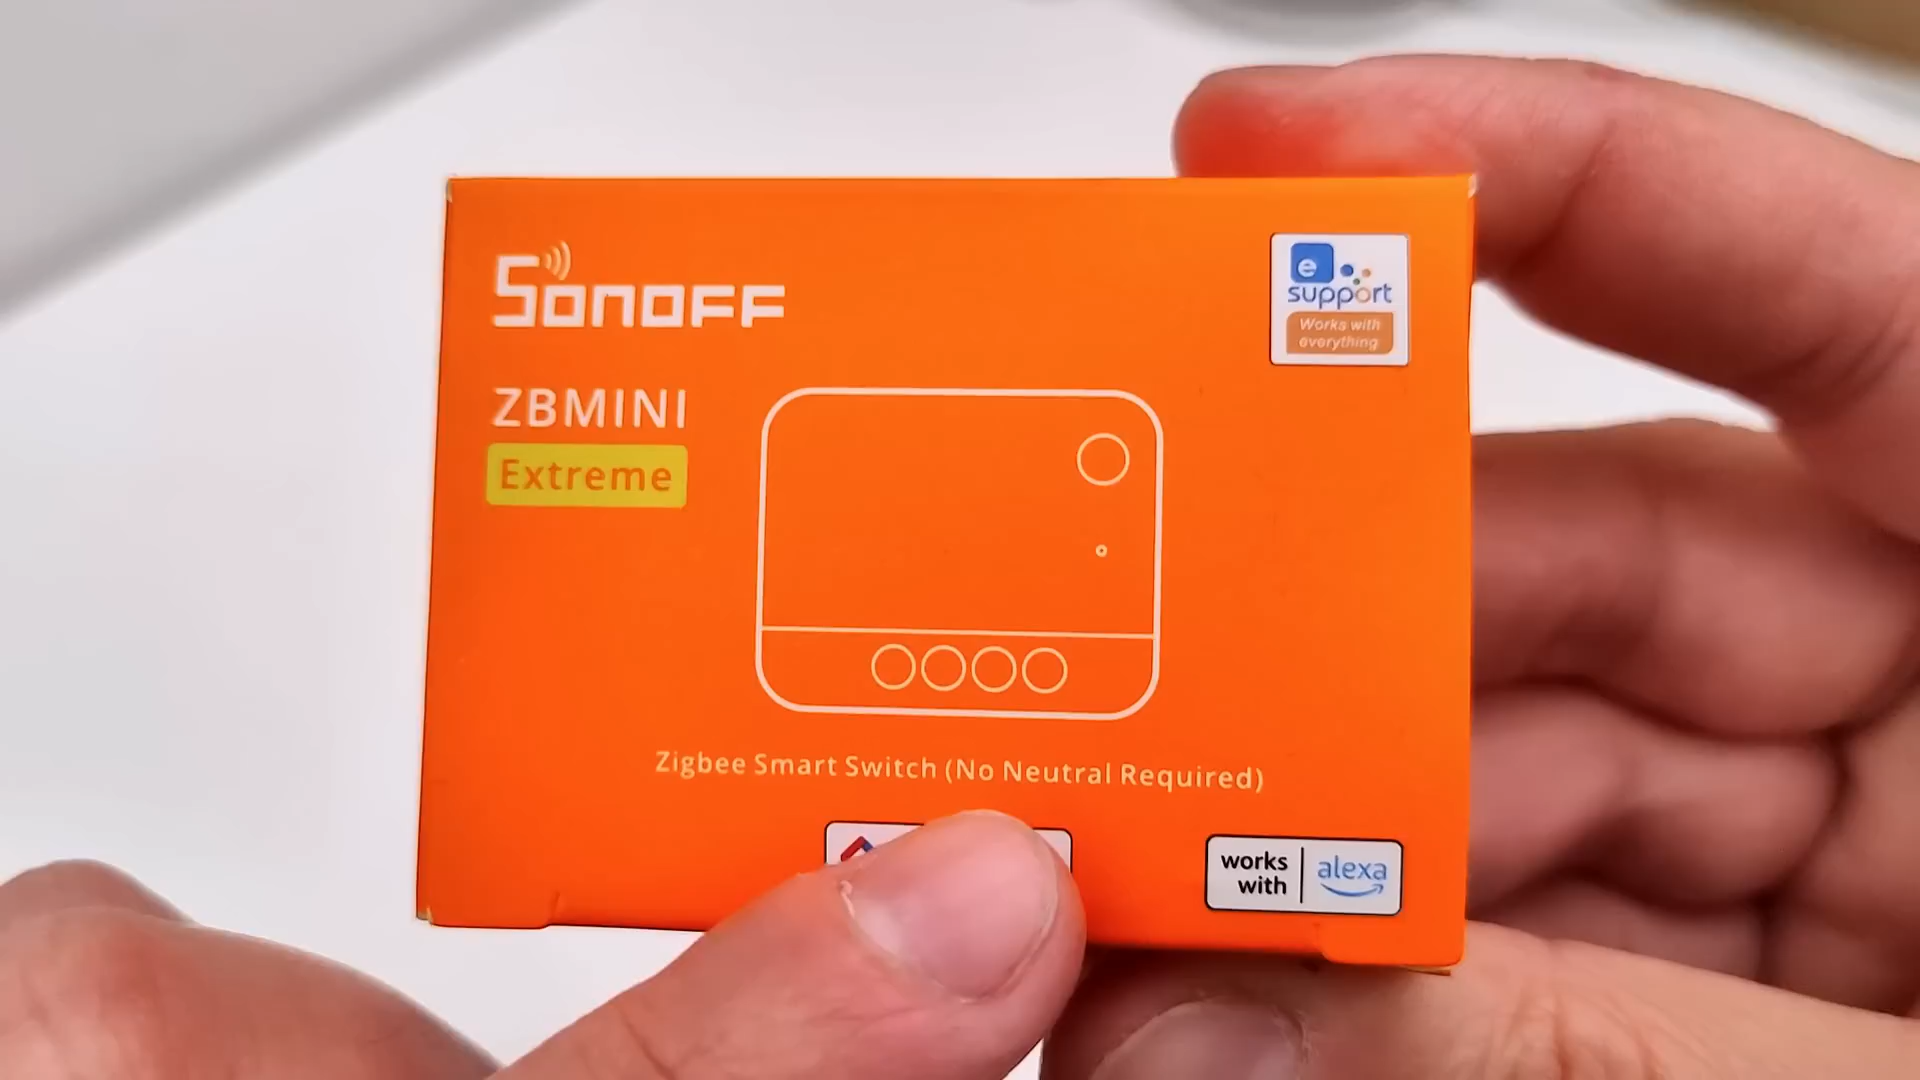 SONOFF
e
support
Works with
everything
ZBMINI
Extreme
Zigbee Smart Switch (No Neutral Required)
works
with
alexa